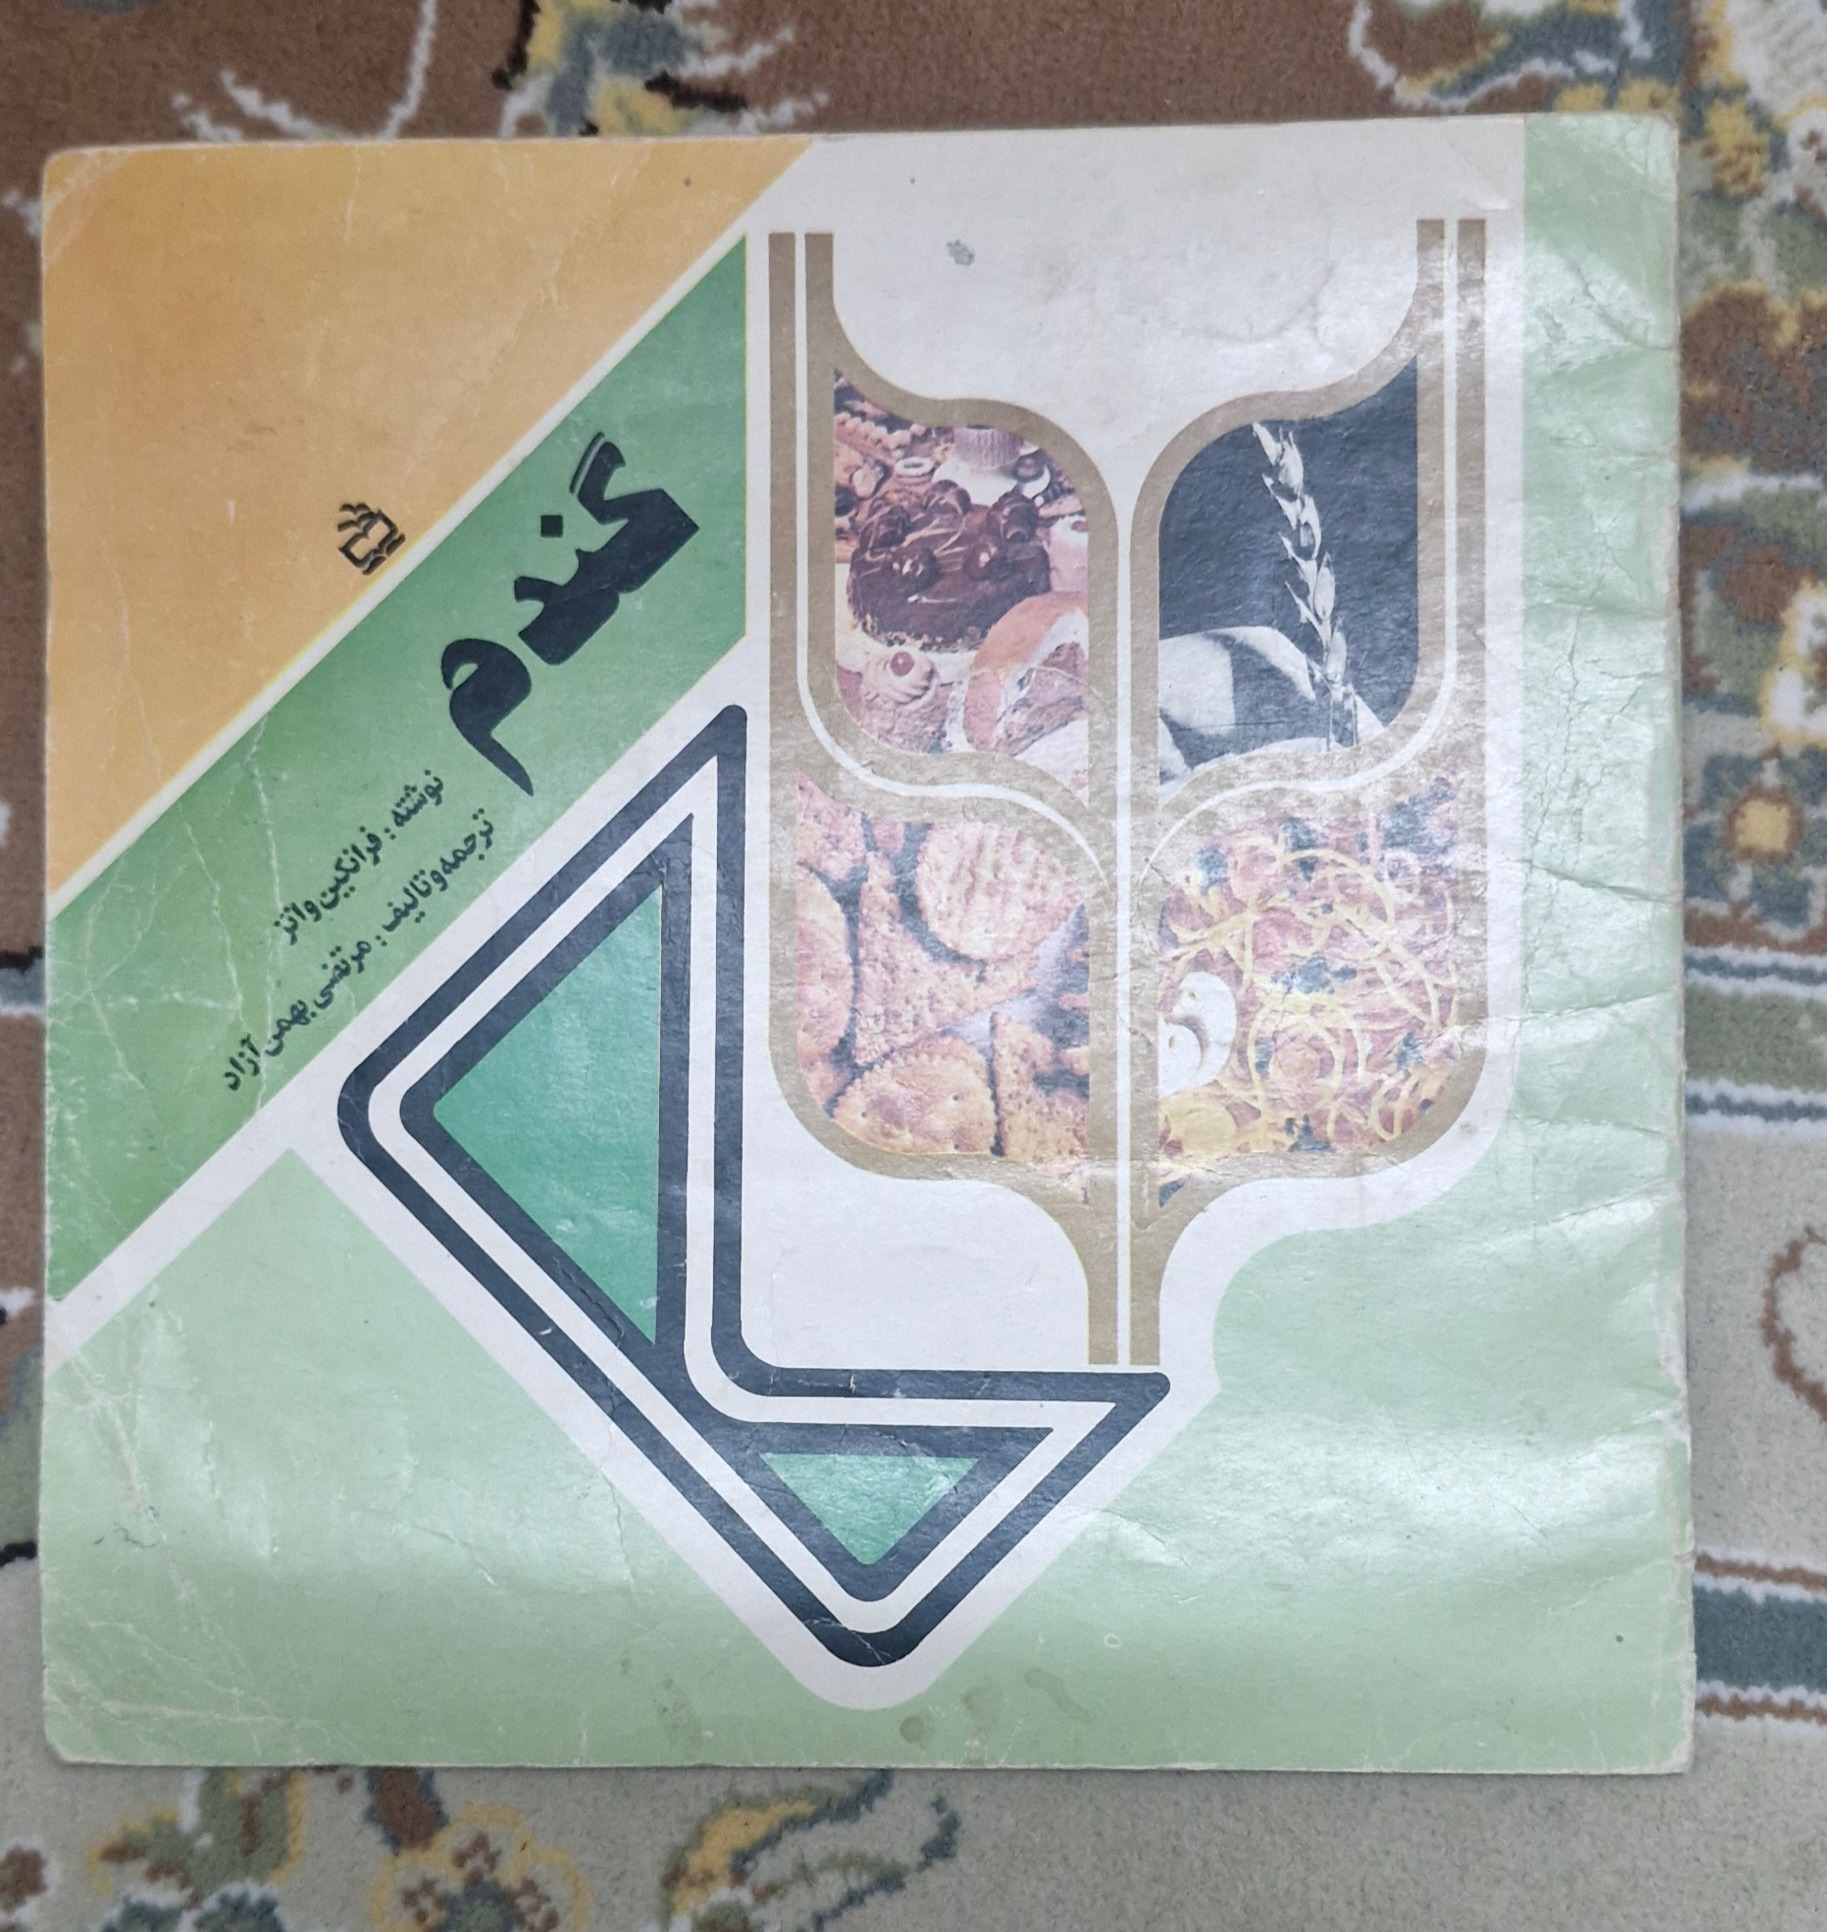 گندم
نوشته: فرانکلین واتز
ترجمه و تالیف: مرتضی بهمن آزاد